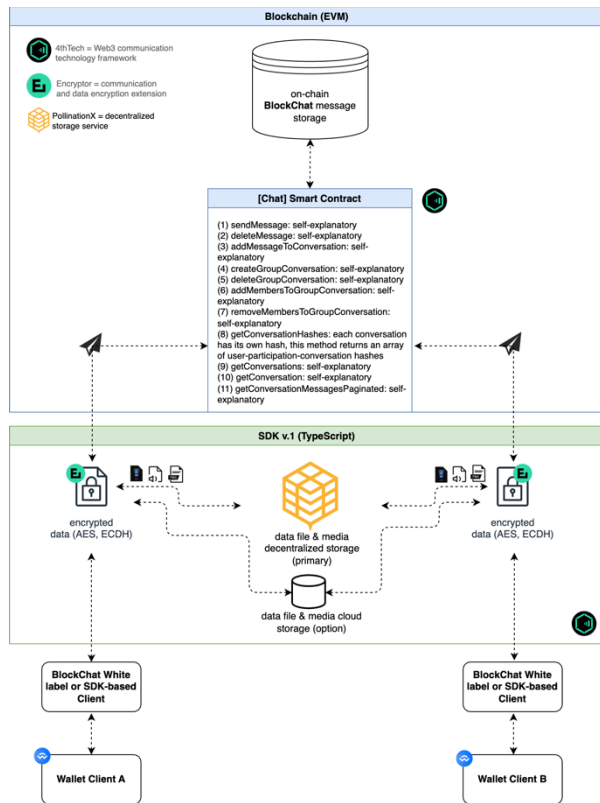 Blockchain (EVM)
4thTech = Web3 communication
technology framework
Encryptor = communication
and data encryption extension
PollinationX = decentralized
storage service
on-chain
BlockChat message
storage
[Chat] Smart Contract
(1) sendMessage: self-explanatory
(2) deleteMessage: self-explanatory
(3) addMessageToConversation: self-
explanatory
(4) createGroupConversation: self-explanatory
(5) deleteGroupConversation: self-explanatory
(6) addMembersToGroupConversation: self-
explanatory
(7) removeMembersToGroupConversation:
self-explanatory
(8) getConversationHashes: each conversation
has its own hash, this method returns an array
of user-participation-conversation hashes
(9) getConversations: self-explanatory
(10) getConversation: self-explanatory
(11) getConversationMessagesPaginated: self-
explanatory
SDK v.1 (TypeScript)
encrypted
data (AES, ECDH)
data file & media
decentralized storage
(primary)
encrypted
data (AES, ECDH)
data file & media cloud
storage (option)
BlockChat White
label or SDK-based
Client
BlockChat White
label or SDK-based
Client
Wallet Client A
Wallet Client B